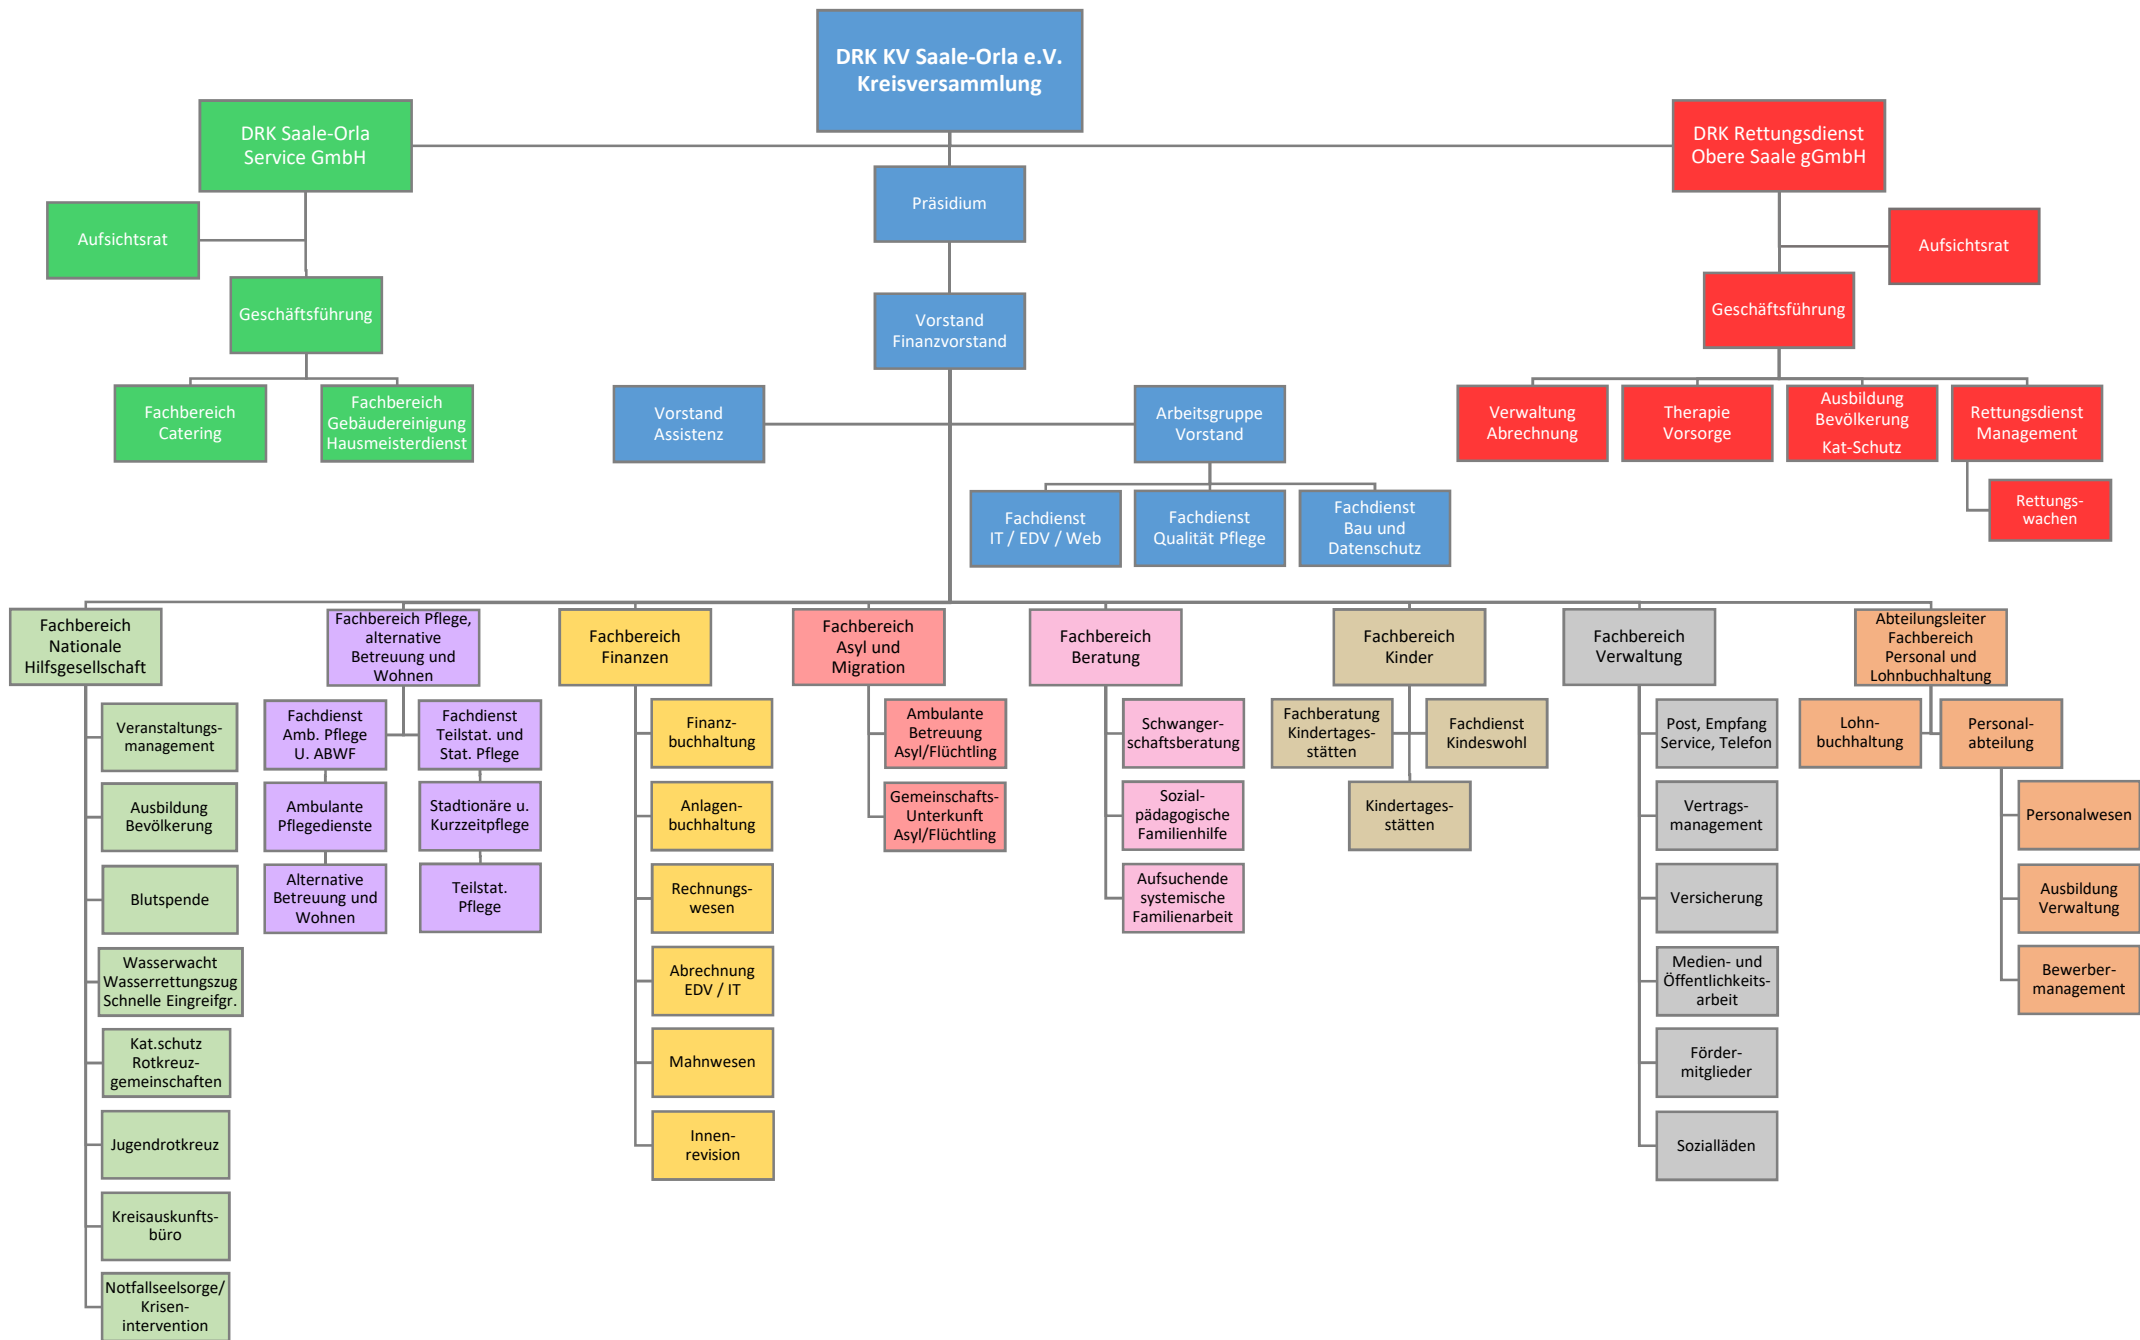 DRK KV Saale-Orla e.V.
Kreisversammlung
DRK Saale-Orla
Service GmbH
DRK Rettungsdienst
Obere Saale gGmbH
Präsidium
Aufsichtsrat
Aufsichtsrat
Geschäftsführung
Vorstand
Finanzvorstand
Geschäftsführung
Fachbereich
Catering
Fachbereich
Gebäudereinigung
Hausmeisterdienst
Vorstand
Assistenz
Arbeitsgruppe
Vorstand
Verwaltung
Abrechnung
Therapie
Vorsorge
Ausbildung
Bevölkerung
Kat-Schutz
Rettungsdienst
Management
Fachdienst
IT / EDV / Web
Fachdienst
Qualität Pflege
Fachdienst
Bau und
Datenschutz
Rettungs-
wachen
Fachbereich
Nationale
Hilfsgesellschaft
Fachbereich Pflege,
alternative
Betreuung und
Wohnen
Fachbereich
Finanzen
Fachbereich
Asyl und
Migration
Fachbereich
Beratung
Fachbereich
Kinder
Fachbereich
Verwaltung
Abteilungsleiter
Fachbereich
Personal und
Lohnbuchhaltung
Veranstaltungs-
management
Ausbildung
Bevölkerung
Blutspende
Wasserwacht
Wasserrettungszug
Schnelle Eingreifgr.
Kat.schutz
Rotkreuz-
gemeinschaften
Jugendrotkreuz
Kreisauskunfts-
büro
Notfallseelsorge/
Krisen-
intervention
Fachdienst
Amb. Pflege
U. ABWF
Ambulante
Pflegedienste
Alternative
Betreuung und
Wohnen
Fachdienst
Teilstat. und
Stat. Pflege
Stadtionäre u.
Kurzzeitpflege
Teilstat.
Pflege
Finanz-
buchhaltung
Anlagen-
buchhaltung
Rechnungs-
wesen
Abrechnung
EDV / IT
Mahnwesen
Innen-
revision
Ambulante
Betreuung
Asyl/Flüchtling
Gemeinschafts-
Unterkunft
Asyl/Flüchtling
Schwanger-
schaftsberatung
Sozial-
pädagogische
Familienhilfe
Aufsuchende
systemische
Familienarbeit
Fachberatung
Kindertages-
stätten
Fachdienst
Kindeswohl
Kindertages-
stätten
Post, Empfang
Service, Telefon
Vertrags-
management
Versicherung
Medien- und
Öffentlichkeits-
arbeit
Förder-
mitglieder
Sozialläden
Lohn-
buchhaltung
Personal-
abteilung
Personalwesen
Ausbildung
Verwaltung
Bewerber-
management